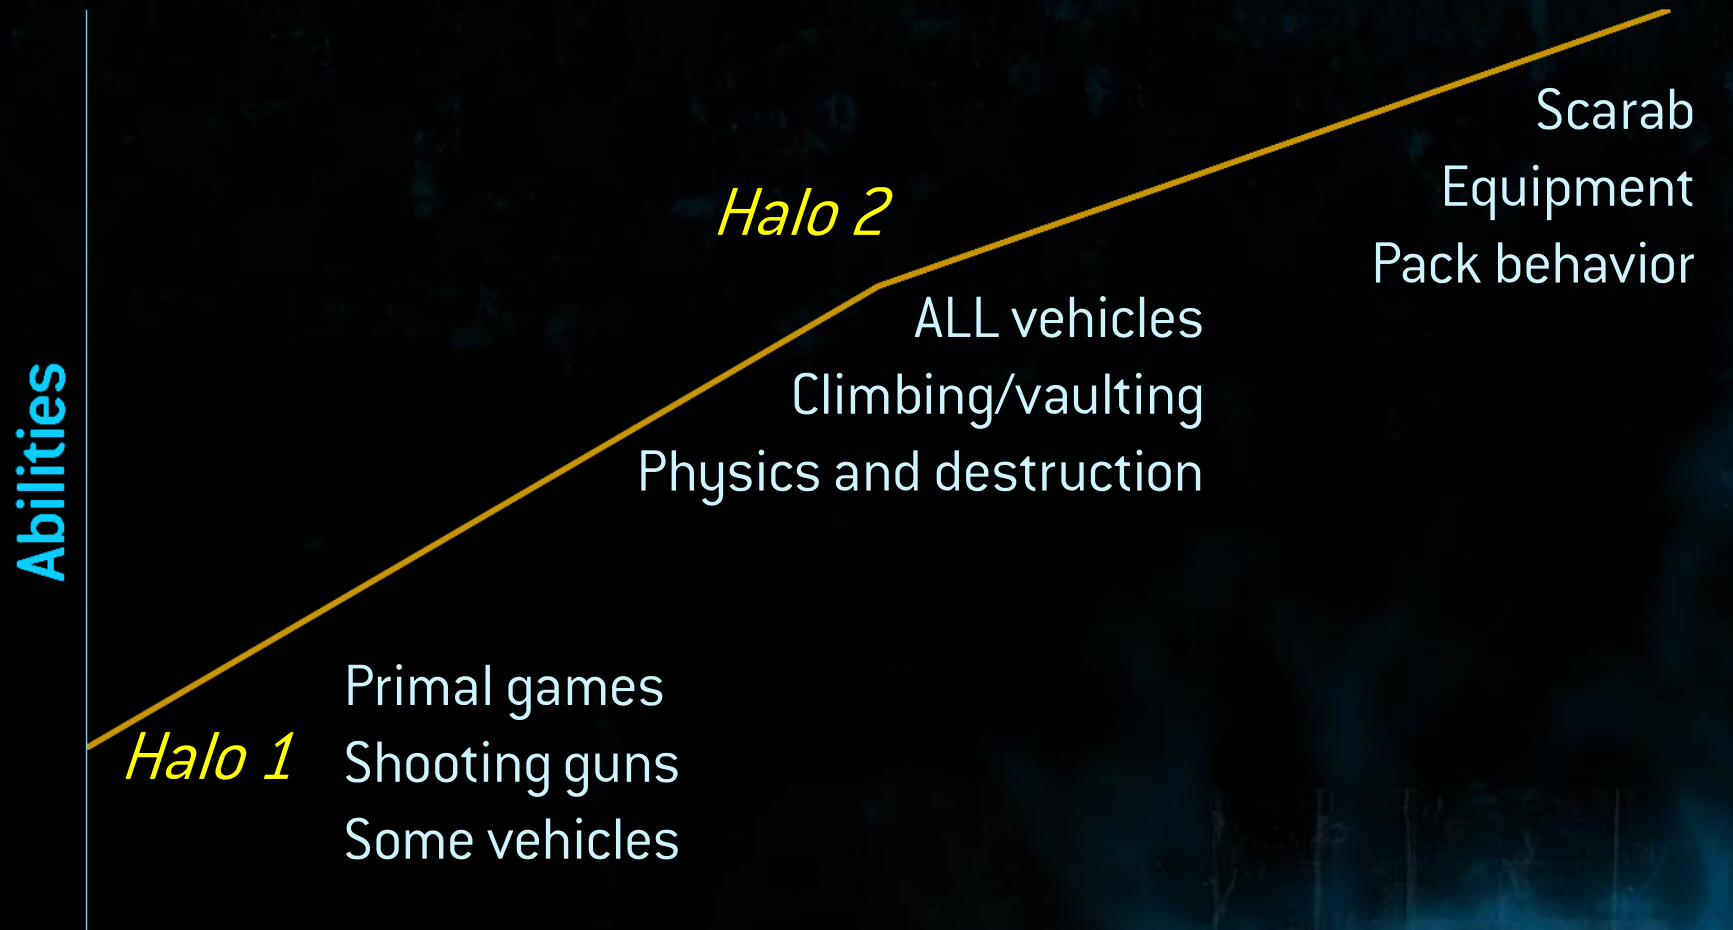 Abilities
Halo 1
Primal games
Shooting guns
Some vehicles
Halo 2
ALL vehicles
Climbing/vaulting
Physics and destruction
Scarab
Equipment
Pack behavior